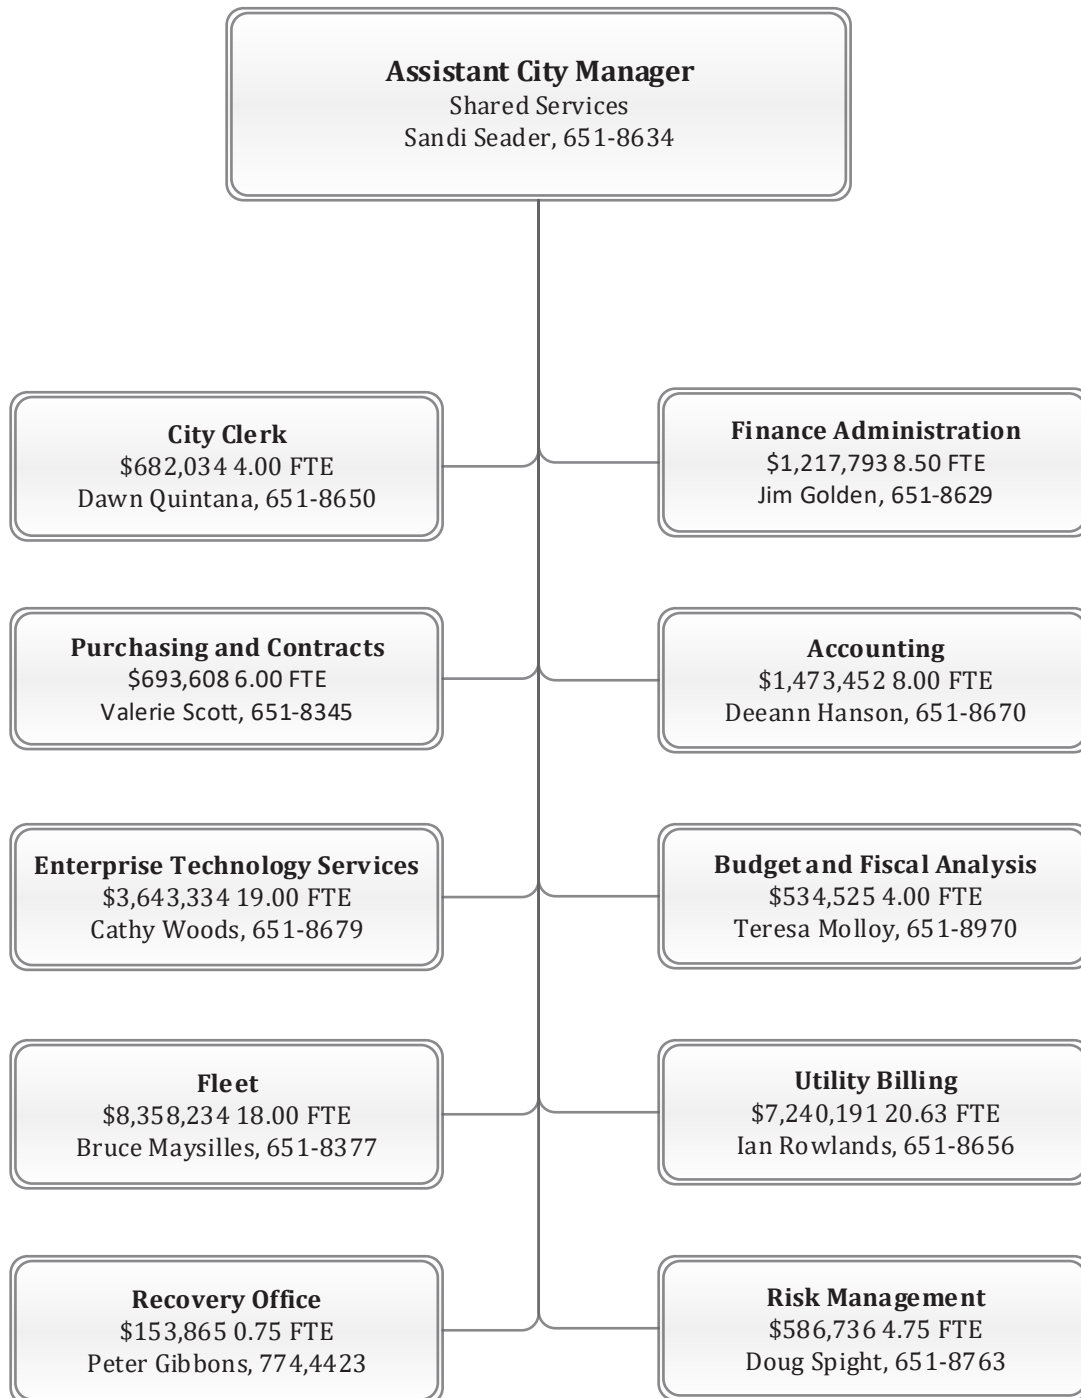 Assistant City Manager
Shared Services
Sandi Seader, 651-8634
City Clerk
$682,034 4.00 FTE
Dawn Quintana, 651-8650
Finance Administration
$1,217,793 8.50 FTE
Jim Golden, 651-8629
Purchasing and Contracts
$693,608 6.00 FTE
Valerie Scott, 651-8345
Accounting
$1,473,452 8.00 FTE
Deeann Hanson, 651-8670
Enterprise Technology Services
$3,643,334 19.00 FTE
Cathy Woods, 651-8679
Budget and Fiscal Analysis
$534,525 4.00 FTE
Teresa Molloy, 651-8970
Fleet
$8,358,234 18.00 FTE
Bruce Maysilles, 651-8377
Utility Billing
$7,240,191 20.63 FTE
Ian Rowlands, 651-8656
Recovery Office
$153,865 0.75 FTE
Peter Gibbons, 774,4423
Risk Management
$586,736 4.75 FTE
Doug Spight, 651-8763